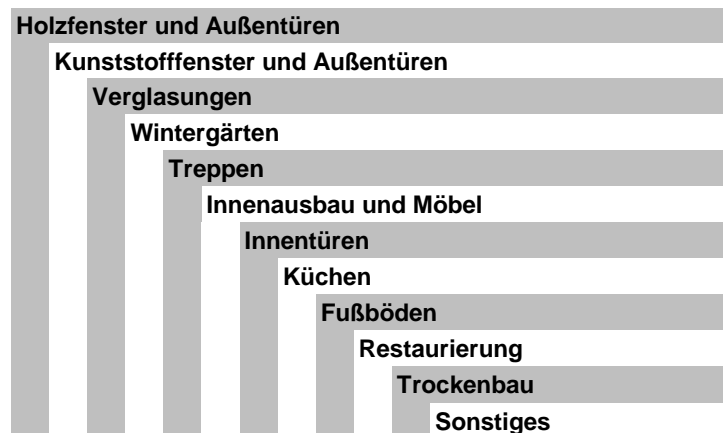 Holzfenster und Außentüren
Kunststofffenster und Außentüren
Verglasungen
Wintergärten
Treppen
Innenausbau und Möbel
Innentüren
Küchen
Fußböden
Restaurierung
Trockenbau
Sonstiges